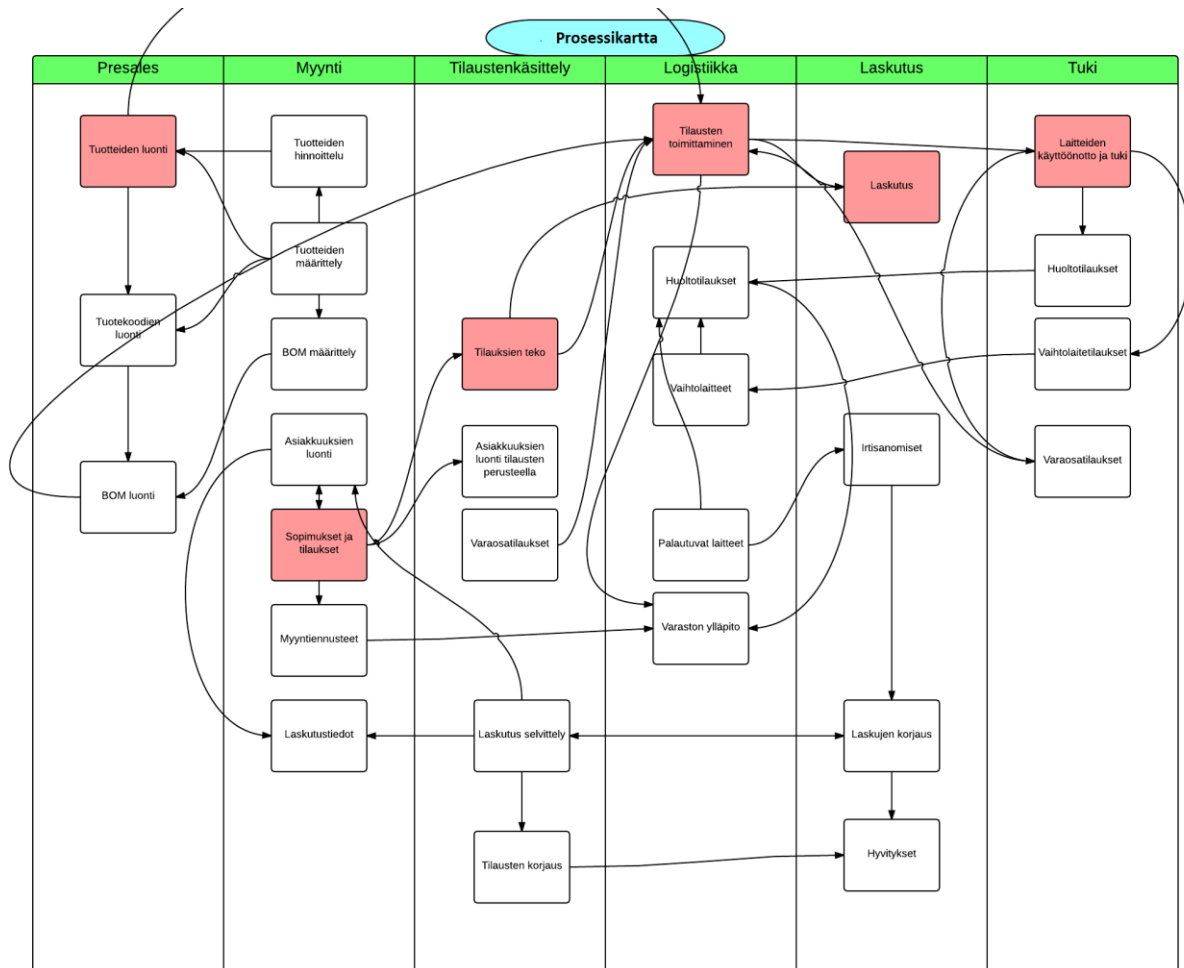 Prosessikartta
Presales
Myynti
Tilaustenkäsittely
Logistiikka
Laskutus
Tuki
Tuotteiden luonti
Tuotekoodien
luonti
BOM luonti
Tuotteiden
hinnoittelu
Tuotteiden
määrittely
BOM määrittely
Asiakkuuksien
luonti
Sopimukset ja
tilaukset
Myyntiennusteet
Laskutustiedot
Tilauksien teko
Asiakkuuksien
luonti tilausten
perusteella
Varaosatilaukset
Laskutus selvittely
Tilausten korjaus
Tilausten
toimittaminen
Huoltotilaukset
Vaihtolaitteet
Palautuvat laitteet
Varaston ylläpito
Laskutus
Irtisanomiset
Laskujen korjaus
Hyvitykset
Laitteiden
käyttöönotto ja tuki
Huoltotilaukset
Vaihtolaitetilaukset
Varaosatilaukset